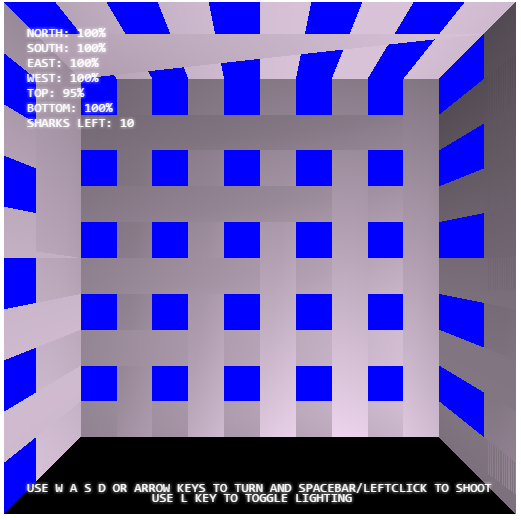 NORTH: 100%
SOUTH: 100%
EAST: 100%
WEST: 100%
TOP: 95%
BOTTOM: 100%
SHARKS LEFT: 10
USE W A S D OR ARROW KEYS TO TURN AND SPACEBAR/LEFTCLICK TO SHOOT
USE L KEY TO TOGGLE LIGHTING